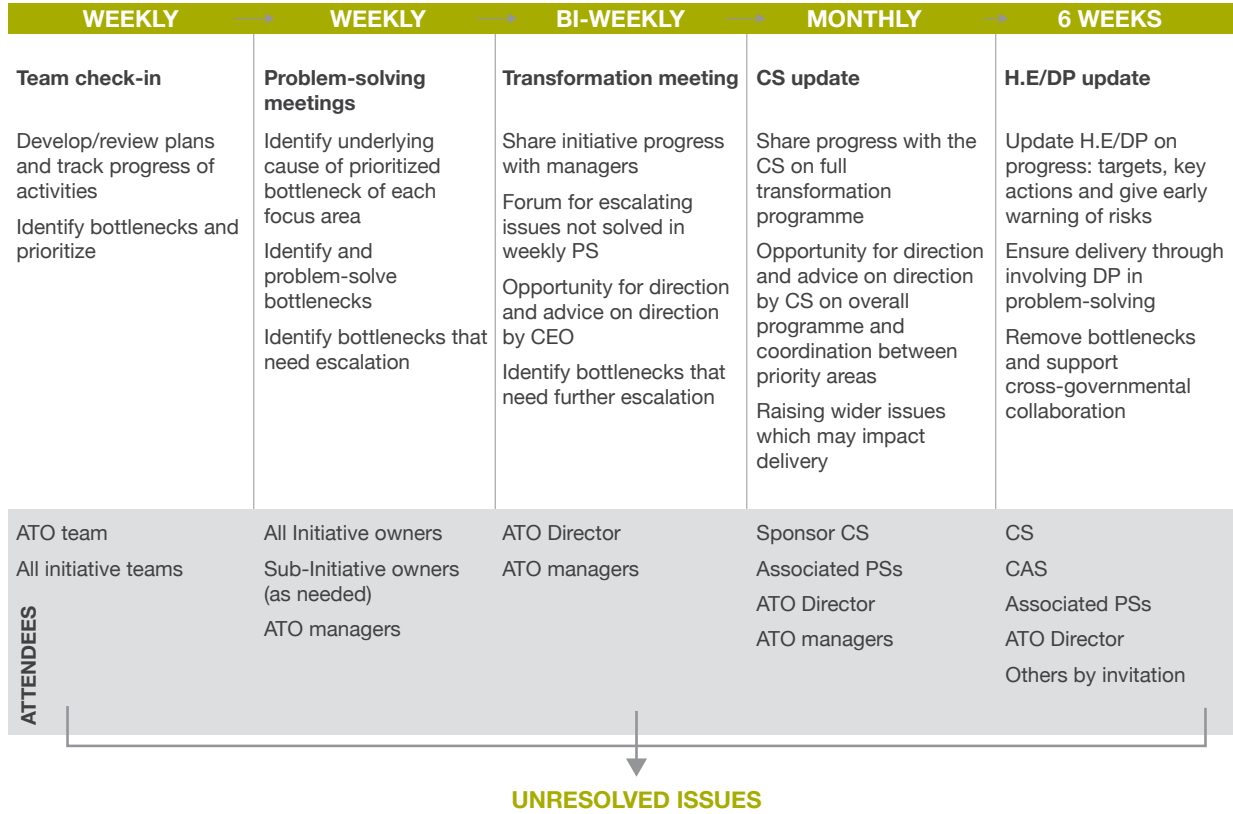 WEEKLY
WEEKLY
BI-WEEKLY
MONTHLY
6 WEEKS
Team check-in
Develop/review plans
and track progress of
activities
Identify bottlenecks and
prioritize
Problem-solving
meetings
Identify underlying
cause of prioritized
bottleneck of each
focus area
Identify and
problem-solve
bottlenecks
Identify bottlenecks that
need escalation
Transformation meeting
Share initiative progress
with managers
Forum for escalating
issues not solved in
weekly PS
Opportunity for direction
and advice on direction
by CEO
Identify bottlenecks that
need further escalation
CS update
Share progress with the
CS on full
transformation
programme
Opportunity for direction
and advice on direction
by CS on overall
programme and
coordination between
priority areas
Raising wider issues
which may impact
delivery
H.E/DP update
Update H.E/DP on
progress: targets, key
actions and give early
warning of risks
Ensure delivery through
involving DP in
problem-solving
Remove bottlenecks
and support
cross-governmental
collaboration
ATTENDEES
ATO team
All initiative teams
All Initiative owners
Sub-Initiative owners
(as needed)
ATO managers
ATO Director
ATO managers
Sponsor CS
Associated PSs
ATO Director
ATO managers
CS
CAS
Associated PSs
ATO Director
Others by invitation
UNRESOLVED ISSUES